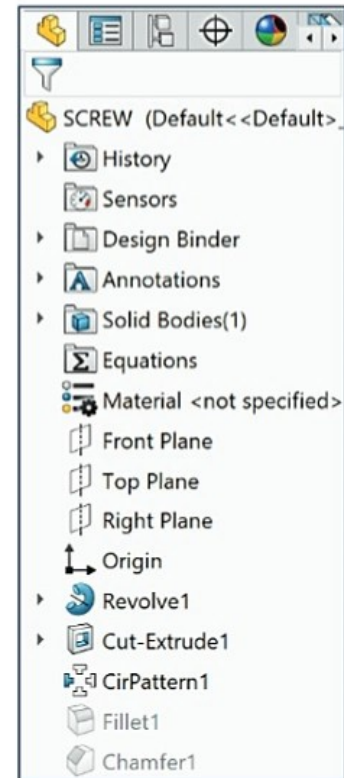 SCREW (Default<<Default>_
History
Sensors
Design Binder
Annotations
Solid Bodies(1)
Equations
Material <not specified>
Front Plane
Top Plane
Right Plane
Origin
Revolve1
Cut-Extrude1
CirPattern1
Fillet1
Chamfer1